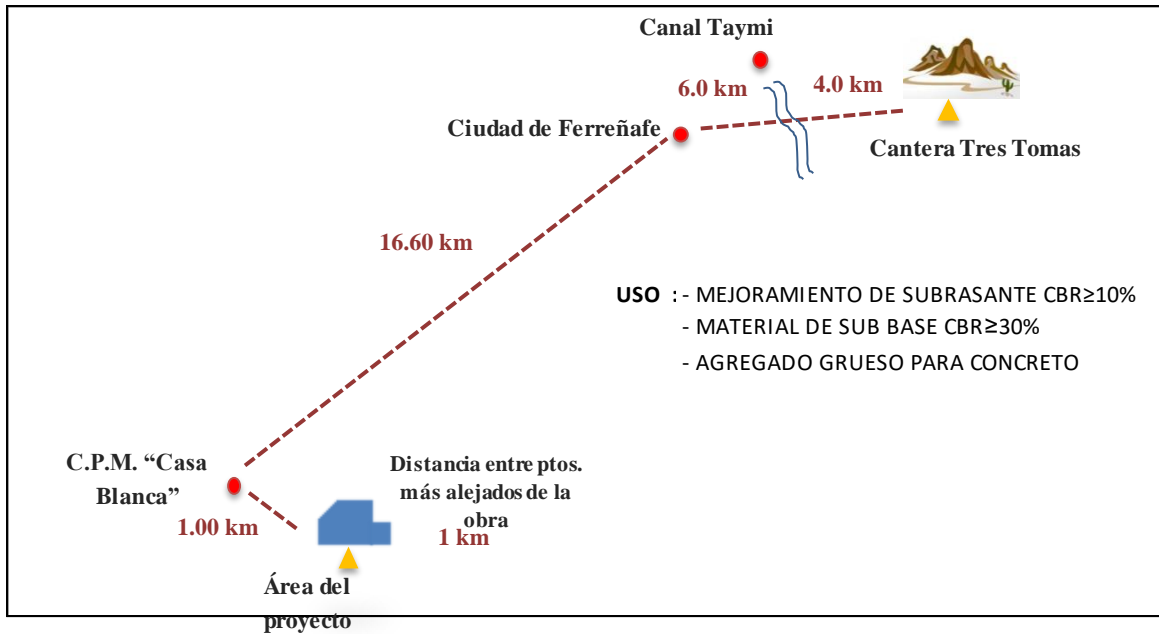 Canal Taymi
6.0 km
4.0 km
Ciudad de Ferreñafe
Cantera Tres Tomas
16.60 km
USO : - MEJORAMIENTO DE SUBRASANTE CBR≥10%
- MATERIAL DE SUB BASE CBR≥30%
- AGREGADO GRUESO PARA CONCRETO
C.P.M. “Casa
Blanca”
Distancia entre ptos.
más alejados de la
obra
1.00 km
1 km
Área del
proyecto